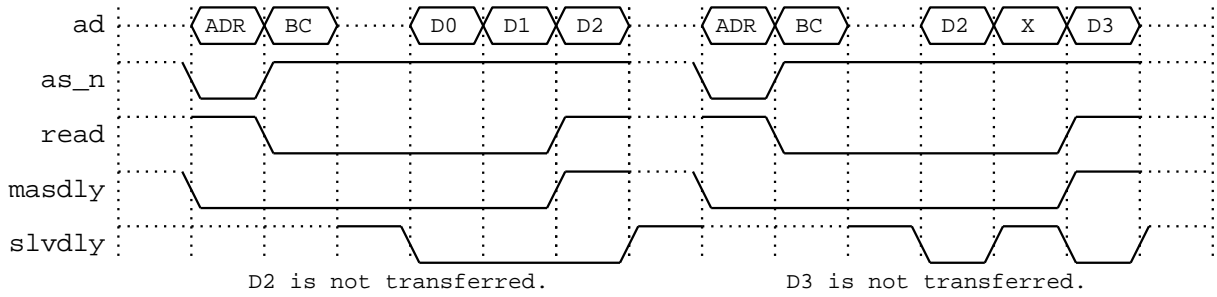 ad ADR BC D0 D1 D2 ADR BC D2 X D3
as_n
read
masdly
slvdly
D2 is not transferred. D3 is not transferred.